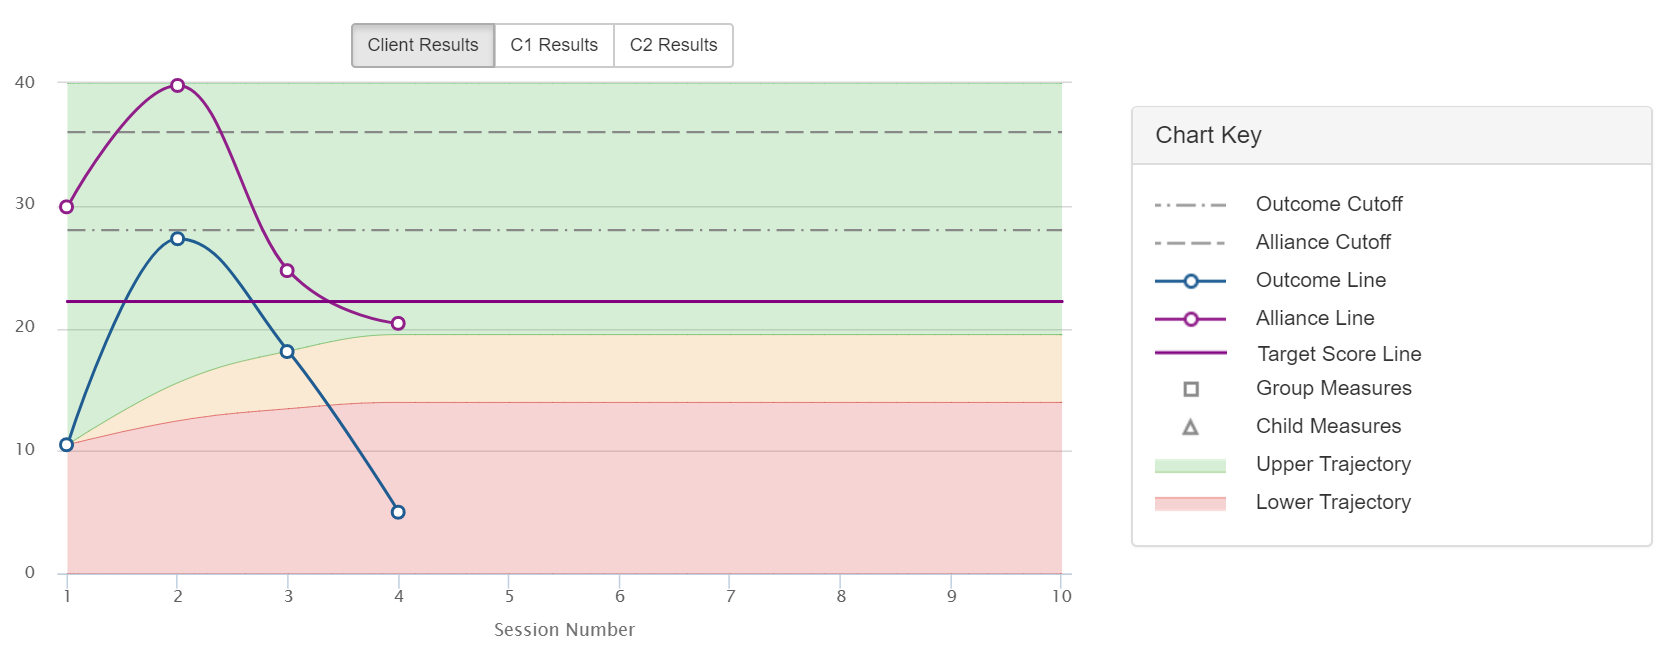 Client Results C1 Results C2 Results
40
30
20
10
0
1 2 3 4 5 6 7 8 9 10
Session Number
Chart Key
Outcome Cutoff
Alliance Cutoff
Outcome Line
Alliance Line
Target Score Line
Group Measures
Child Measures
Upper Trajectory
Lower Trajectory